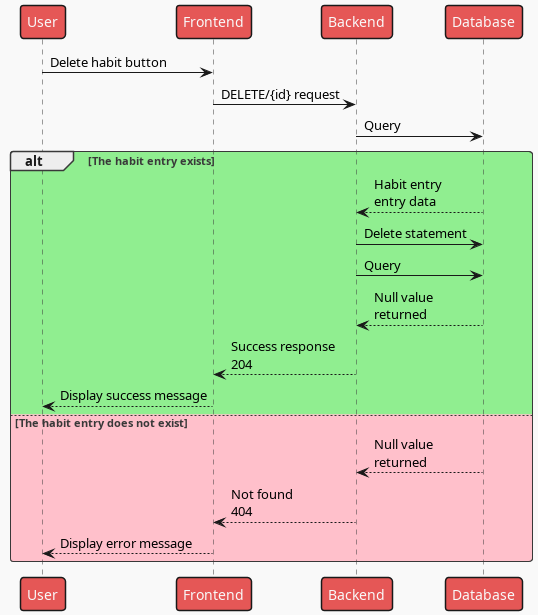 User Frontend Backend Database
Delete habit button
DELETE/{id} request
Query
alt [The habit entry exists]
Habit entry
entry data
Delete statement
Query
Null value
returned
Success response
204
Display success message
[The habit entry does not exist]
Null value
returned
Not found
404
Display error message
User Frontend Backend Database